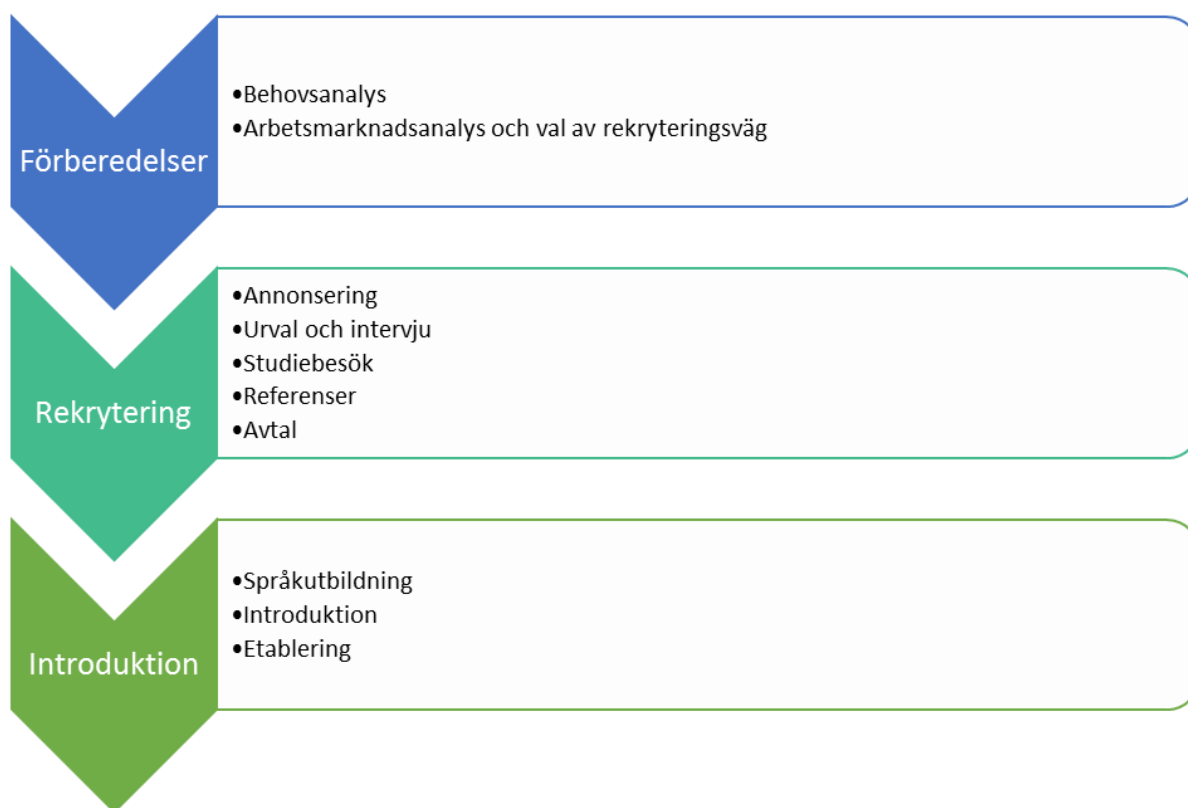 Förberedelser
•Behovsanalys
•Arbetsmarknadsanalys och val av rekryteringsväg
Rekrytering
•Annonsering
•Urval och intervju
•Studiebesök
•Referenser
•Avtal
Introduktion
•Språkutbildning
•Introduktion
•Etablering